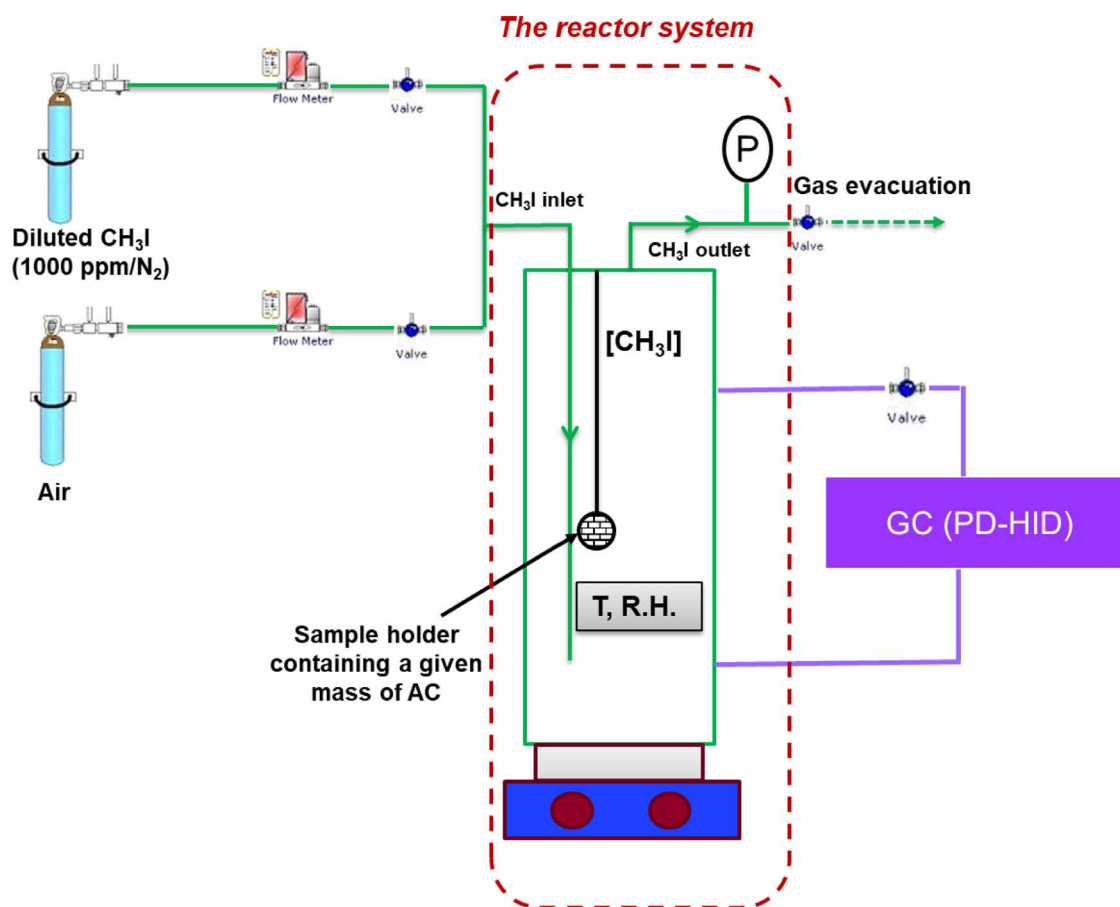 The reactor system
Flow Meter
Valve
P
Gas evacuation
CH₃I inlet
Diluted CH₃I
(1000 ppm/N₂)
CH₃I outlet
Valve
Flow Meter
Valve
[CH₃I]
Valve
Air
GC (PD-HID)
T, R.H.
Sample holder
containing a given
mass of AC